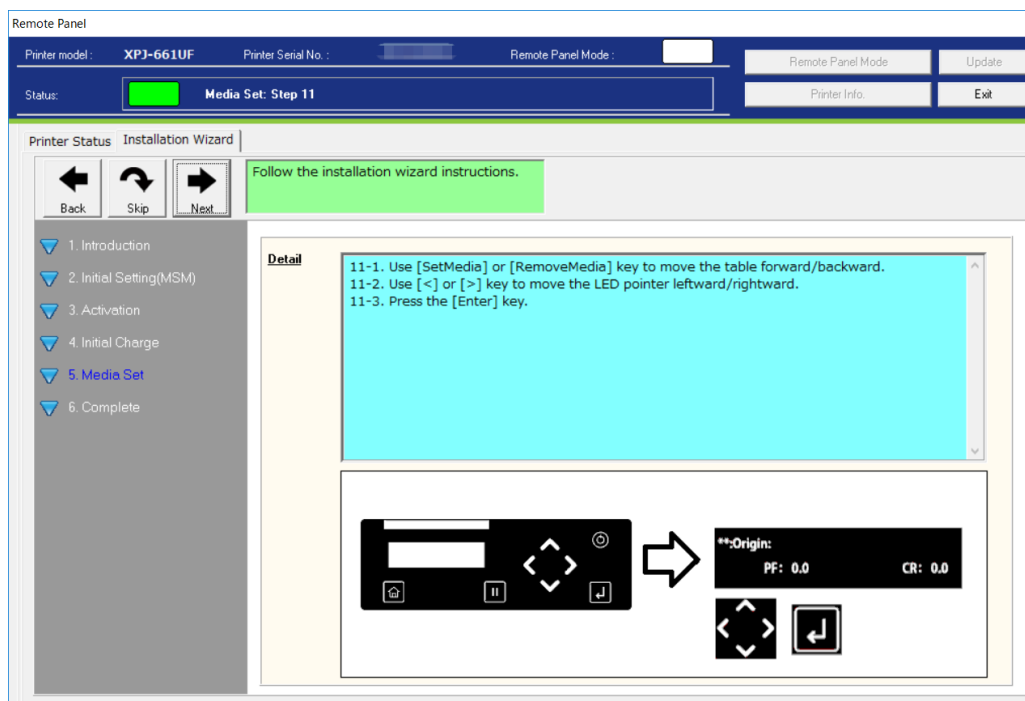 Remote Panel
Printer model : XPJ-661UF Printer Serial No. : Remote Panel Mode :
Remote Panel Mode Update
Status: Media Set: Step 11
Printer Info. Exit
Printer Status Installation Wizard
Back Skip Next
Follow the installation wizard instructions.
1. Introduction
2. Initial Setting(MSM)
3. Activation
4. Initial Charge
5. Media Set
6. Complete
Detail
11-1. Use [SetMedia] or [RemoveMedia] key to move the table forward/backward.
11-2. Use [<] or [>] key to move the LED pointer leftward/rightward.
11-3. Press the [Enter] key.
**:Origin:
PF: 0.0 CR: 0.0